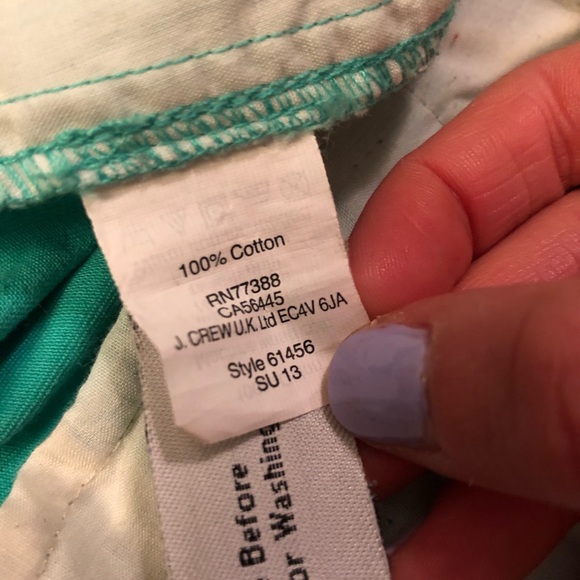 100% Cotton
RN77388
CA56445
J. CREW U.K. Ltd EC4V 6JA
Style 61456
SU 13
Before
or Washing